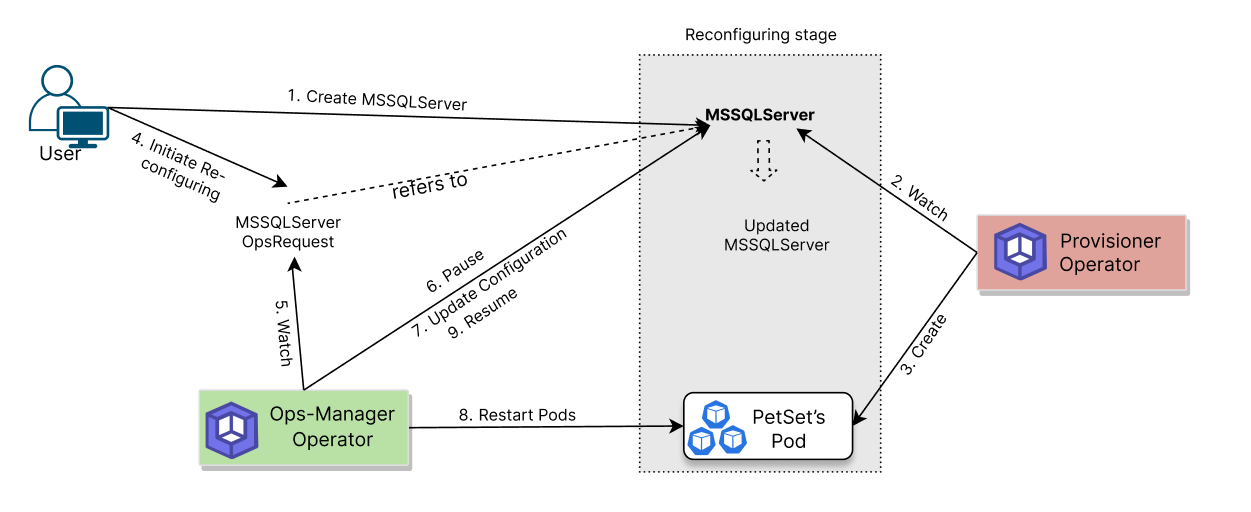 Reconfiguring stage
1. Create MSSQLServer
MSSQLServer
User
4. Initiate Re-
configuring
refers to
2. Watch
MSSQLServer
OpsRequest
Updated
MSSQLServer
Provisioner
Operator
6. Pause
7. Update Configuration
9. Resume
5. Watch
3. Create
Ops-Manager
Operator
8. Restart Pods
PetSet's
Pod